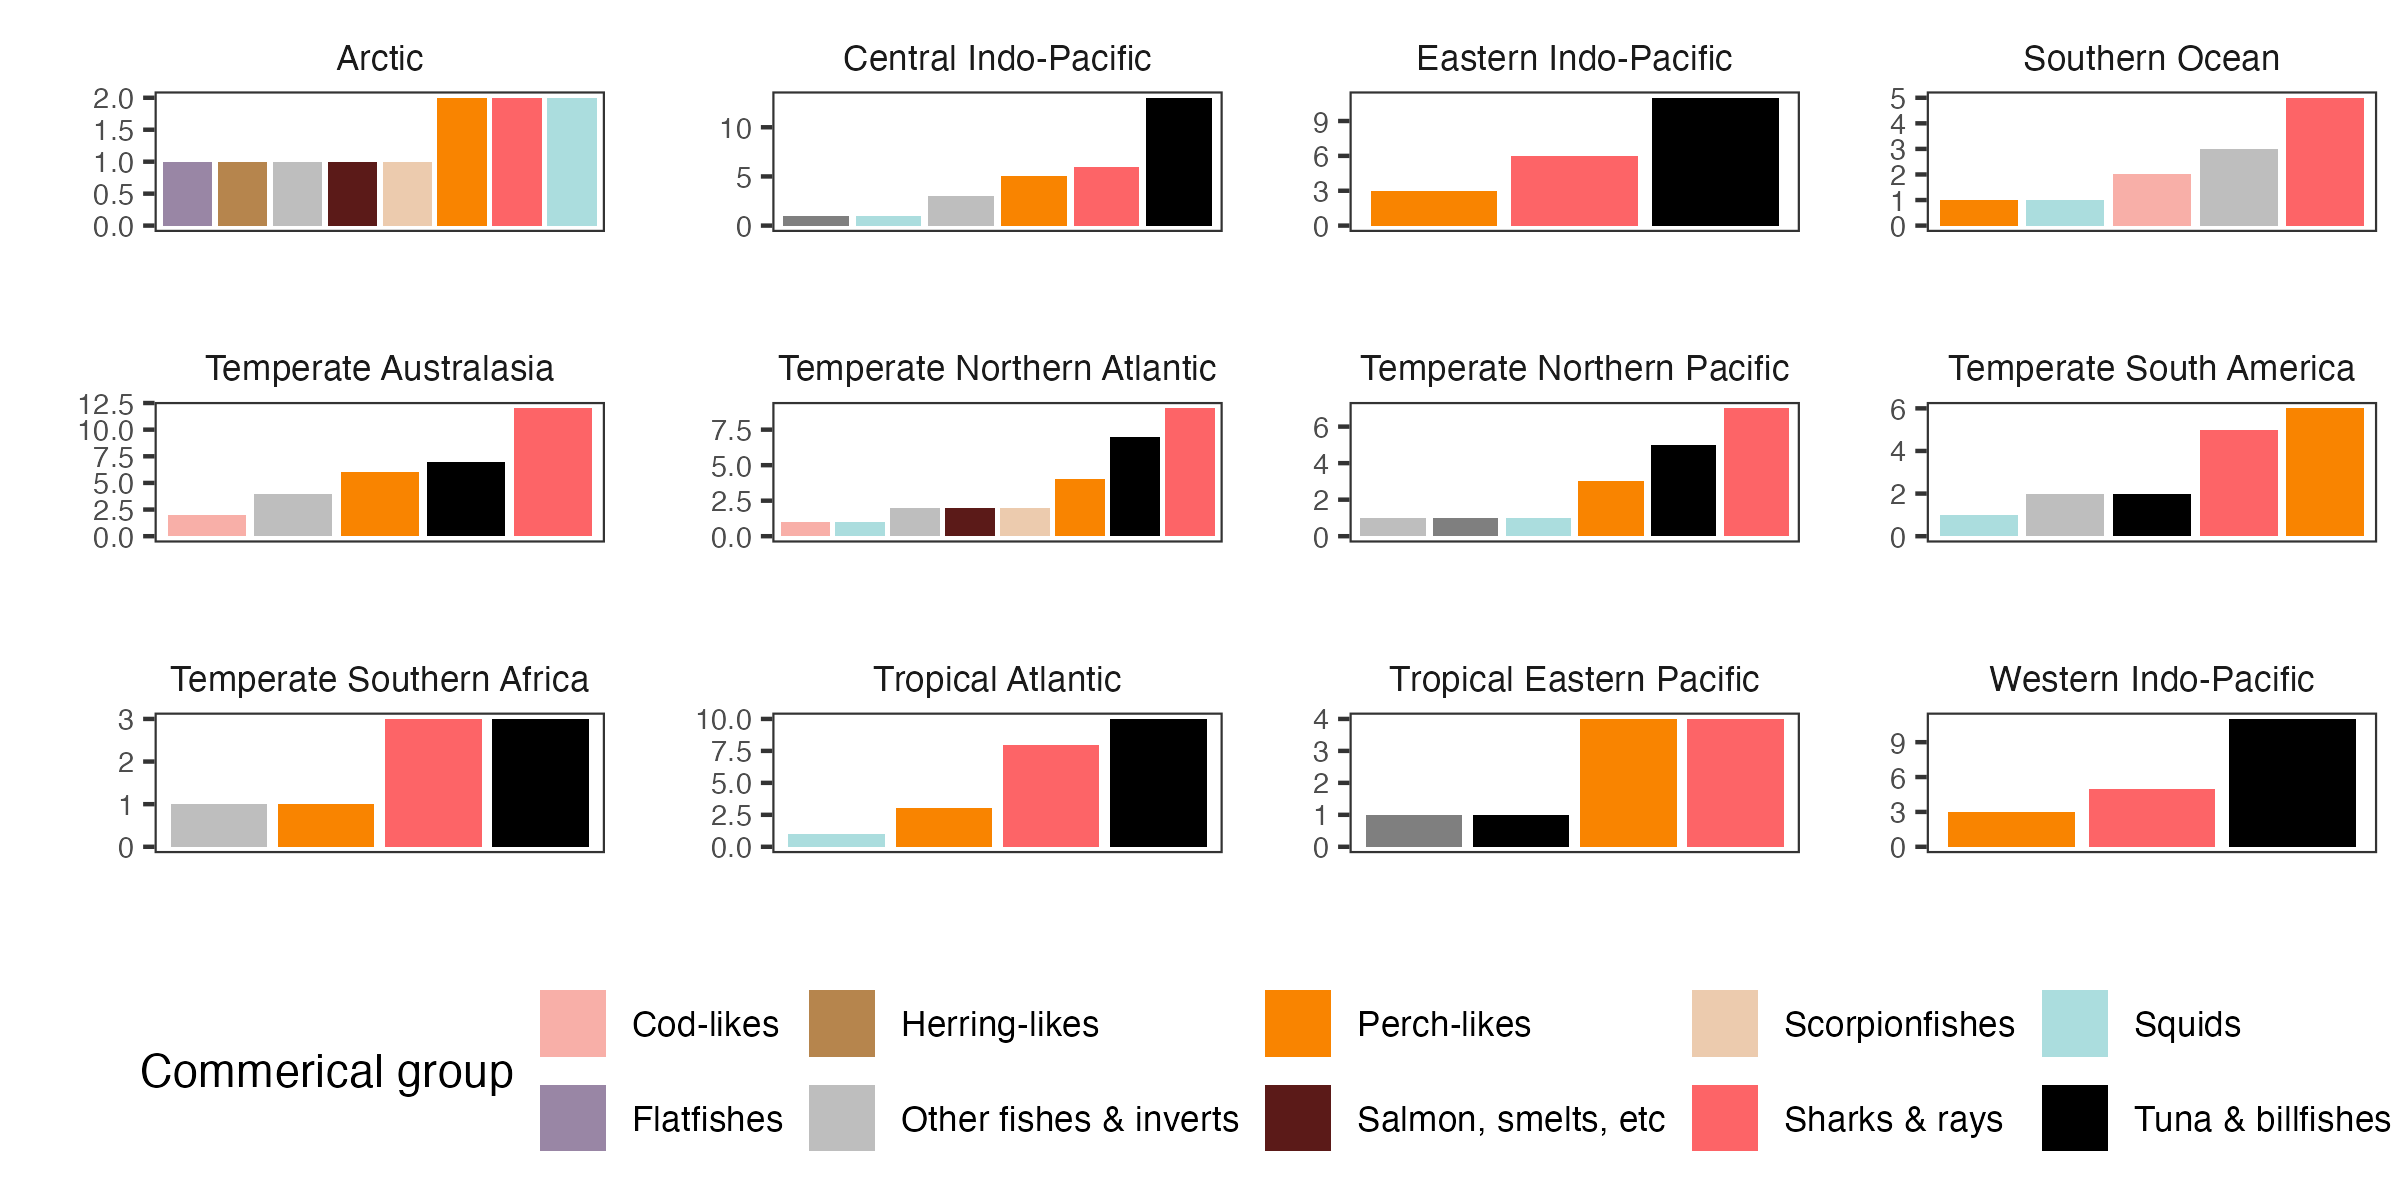 Arctic
2.0
1.5
1.0
0.5
0.0
Central Indo-Pacific
10
5
0
Eastern Indo-Pacific
9
6
3
0
Southern Ocean
5
4
3
2
1
0
Temperate Australasia
12.5
10.0
7.5
5.0
2.5
0.0
Temperate Northern Atlantic
7.5
5.0
2.5
0.0
Temperate Northern Pacific
6
4
2
0
Temperate South America
6
4
2
0
Temperate Southern Africa
3
2
1
0
Tropical Atlantic
10.0
7.5
5.0
2.5
0.0
Tropical Eastern Pacific
4
3
2
1
0
Western Indo-Pacific
9
6
3
0
Commerical group
Cod-likes
Flatfishes
Herring-likes
Other fishes & inverts
Perch-likes
Salmon, smelts, etc
Scorpionfishes
Sharks & rays
Squids
Tuna & billfishes